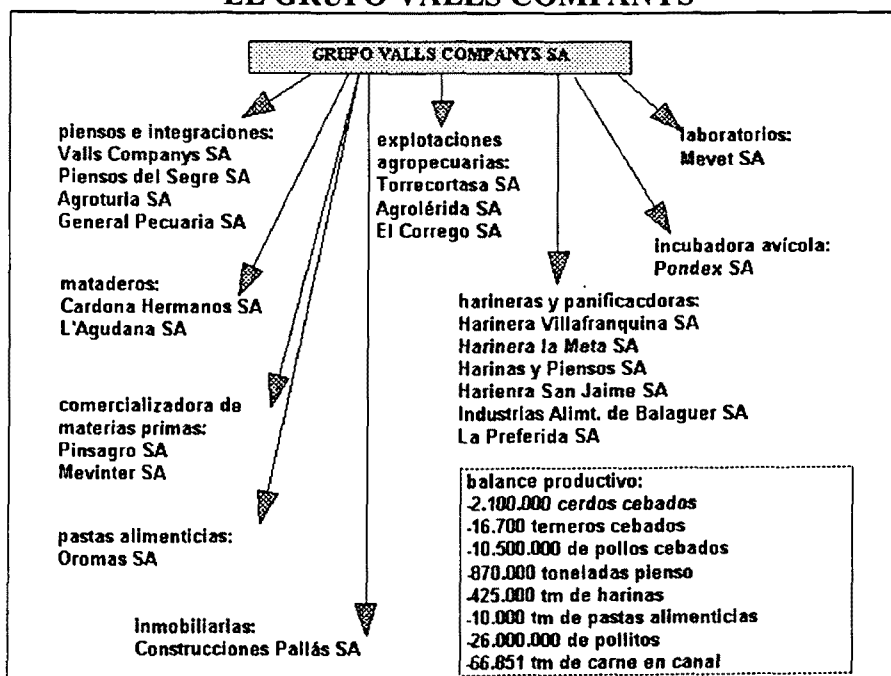 EL GRUPO VALLS COMPANYS
GRUPO VALLS COMPANYS SA
piensos e integraciones:
Valls Companys SA
Piensos del Segre SA
Agroturia SA
General Pecuaria SA
explotaciones
agropecuarias:
Torrecortasa SA
Agrolérida SA
El Corrego SA
laboratorios:
Mevet SA
incubadora avícola:
Pondex SA
mataderos:
Cardona Hermanos SA
L'Agudana SA
harineras y panificacdoras:
Harinera Villafranquina SA
Harinera la Meta SA
Harinas y Piensos SA
Harienra San Jaime SA
Industrias Alimt. de Balaguer SA
La Preferida SA
comercializadora de
materias primas:
Pinsagro SA
Mevinter SA
pastas alimenticias:
Oromas SA
inmobiliarias:
Construcciones Pallás SA
balance productivo:
-2.100.000 cerdos cebados
-16.700 terneros cebados
-10.500.000 de pollos cebados
-870.000 toneladas pienso
-425.000 tm de harinas
-10.000 tm de pastas alimenticias
-26.000.000 de pollitos
-66.851 tm de carne en canal